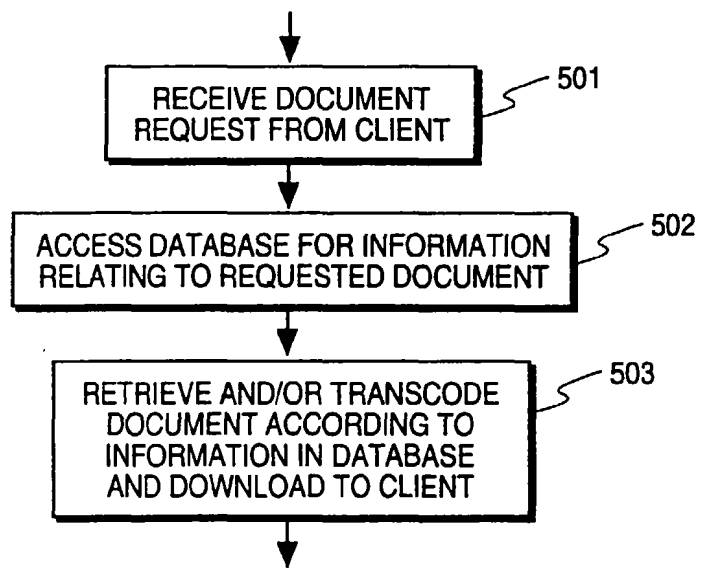 RECEIVE DOCUMENT
REQUEST FROM CLIENT
501
ACCESS DATABASE FOR INFORMATION
RELATING TO REQUESTED DOCUMENT
502
RETRIEVE AND/OR TRANSCODE
DOCUMENT ACCORDING TO
INFORMATION IN DATABASE
AND DOWNLOAD TO CLIENT
503